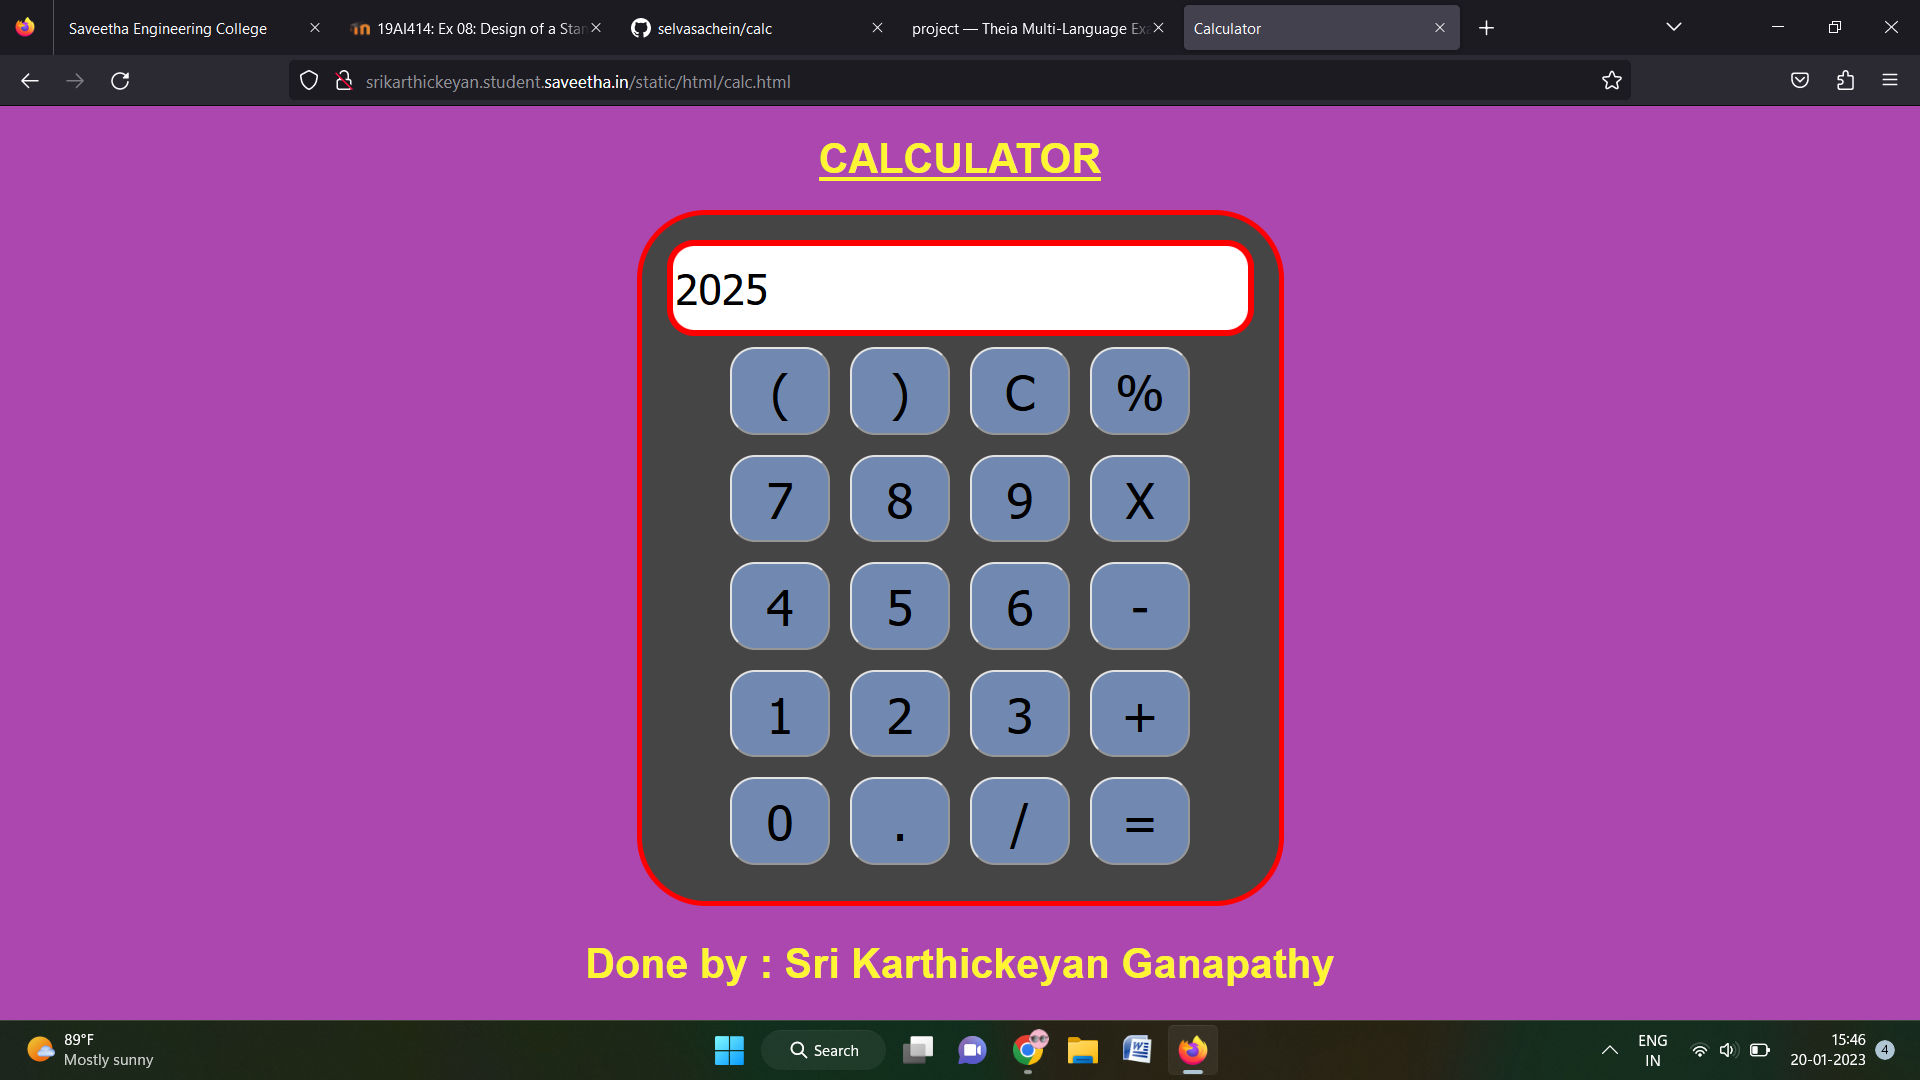 Saveetha Engineering College
19AI414: Ex 08: Design of a Stan
selvasachein/calc
project — Theia Multi-Language Ex
Calculator
srikarthickeyan.student.saveetha.in/static/html/calc.html
CALCULATOR
2025
( ) C %
7 8 9 X
4 5 6 -
1 2 3 +
0 . / =
Done by : Sri Karthickeyan Ganapathy
89°F
Mostly sunny
Search
ENG
IN
15:46
20-01-2023
4